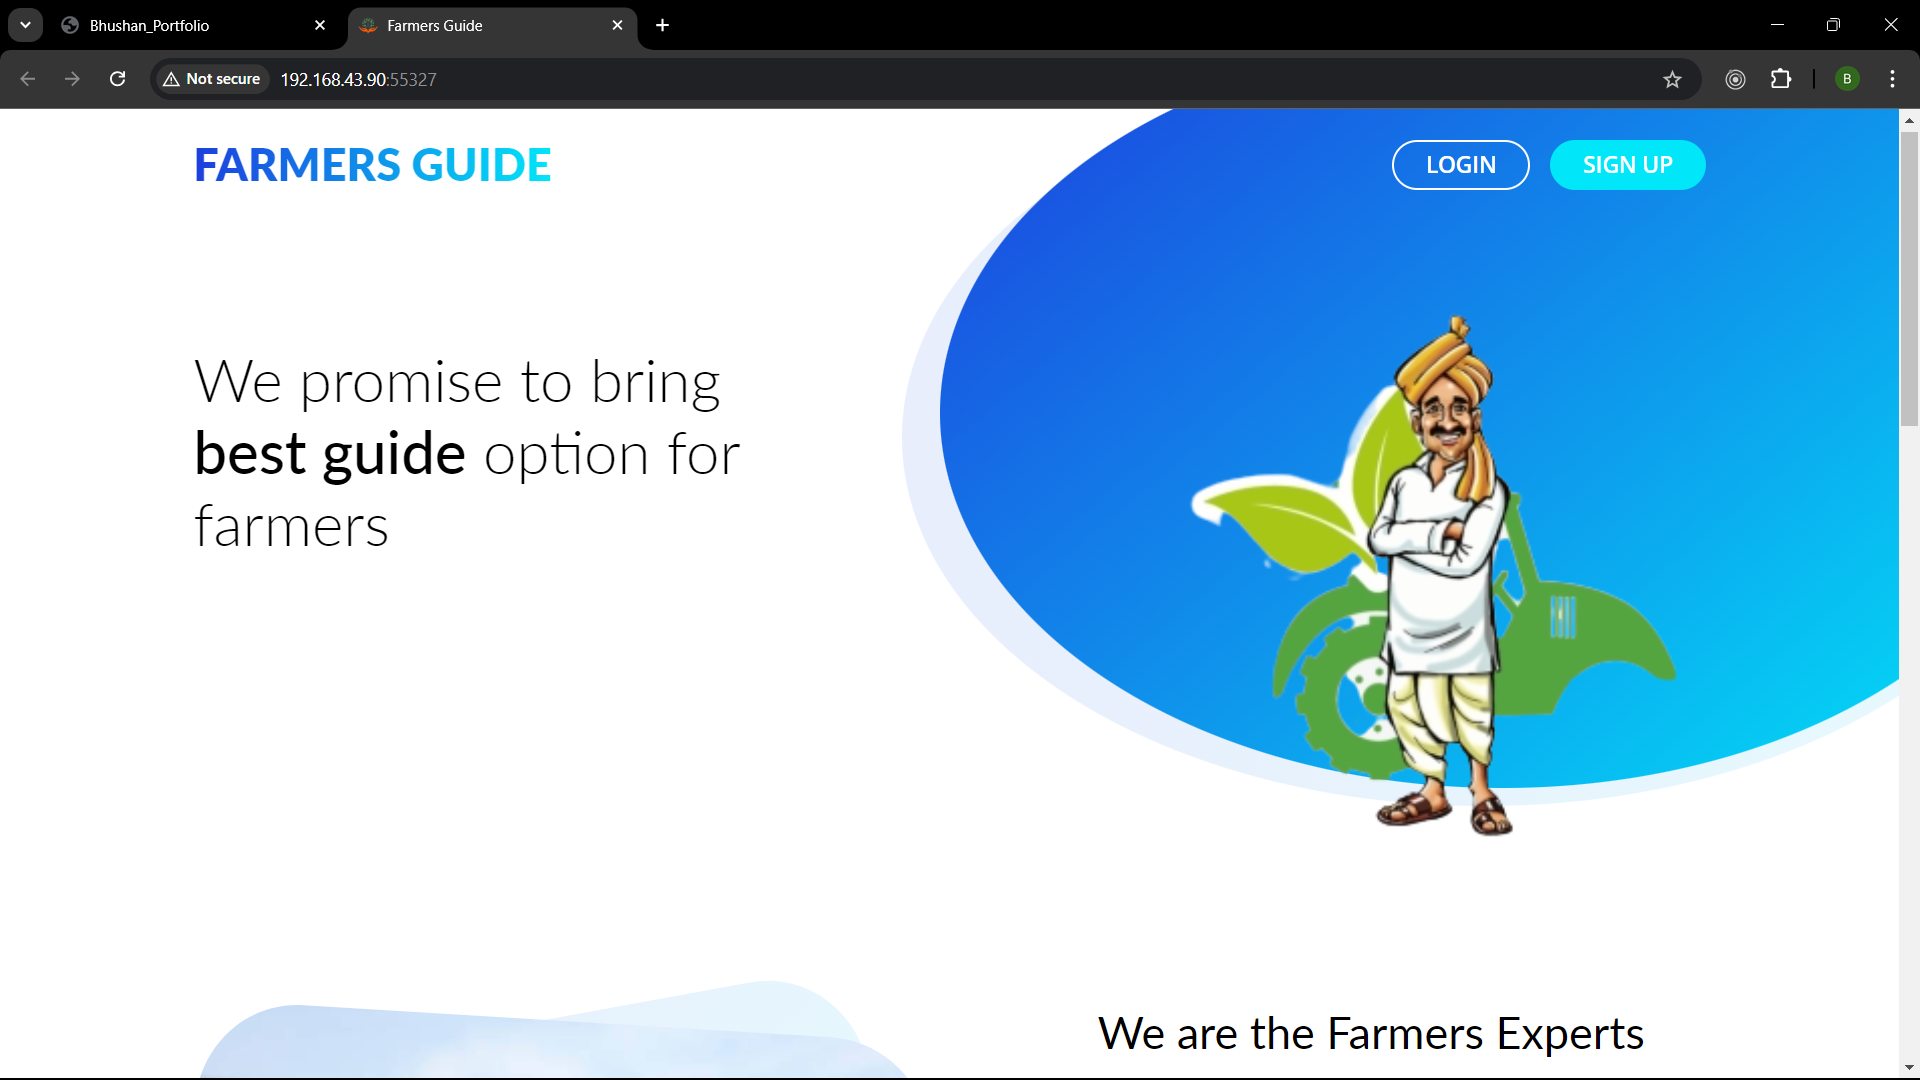 Bhushan_Portfolio
Farmers Guide
Not secure
192.168.43.90:55327
B
FARMERS GUIDE
LOGIN
SIGN UP
We promise to bring
best guide option for
farmers
We are the Farmers Experts